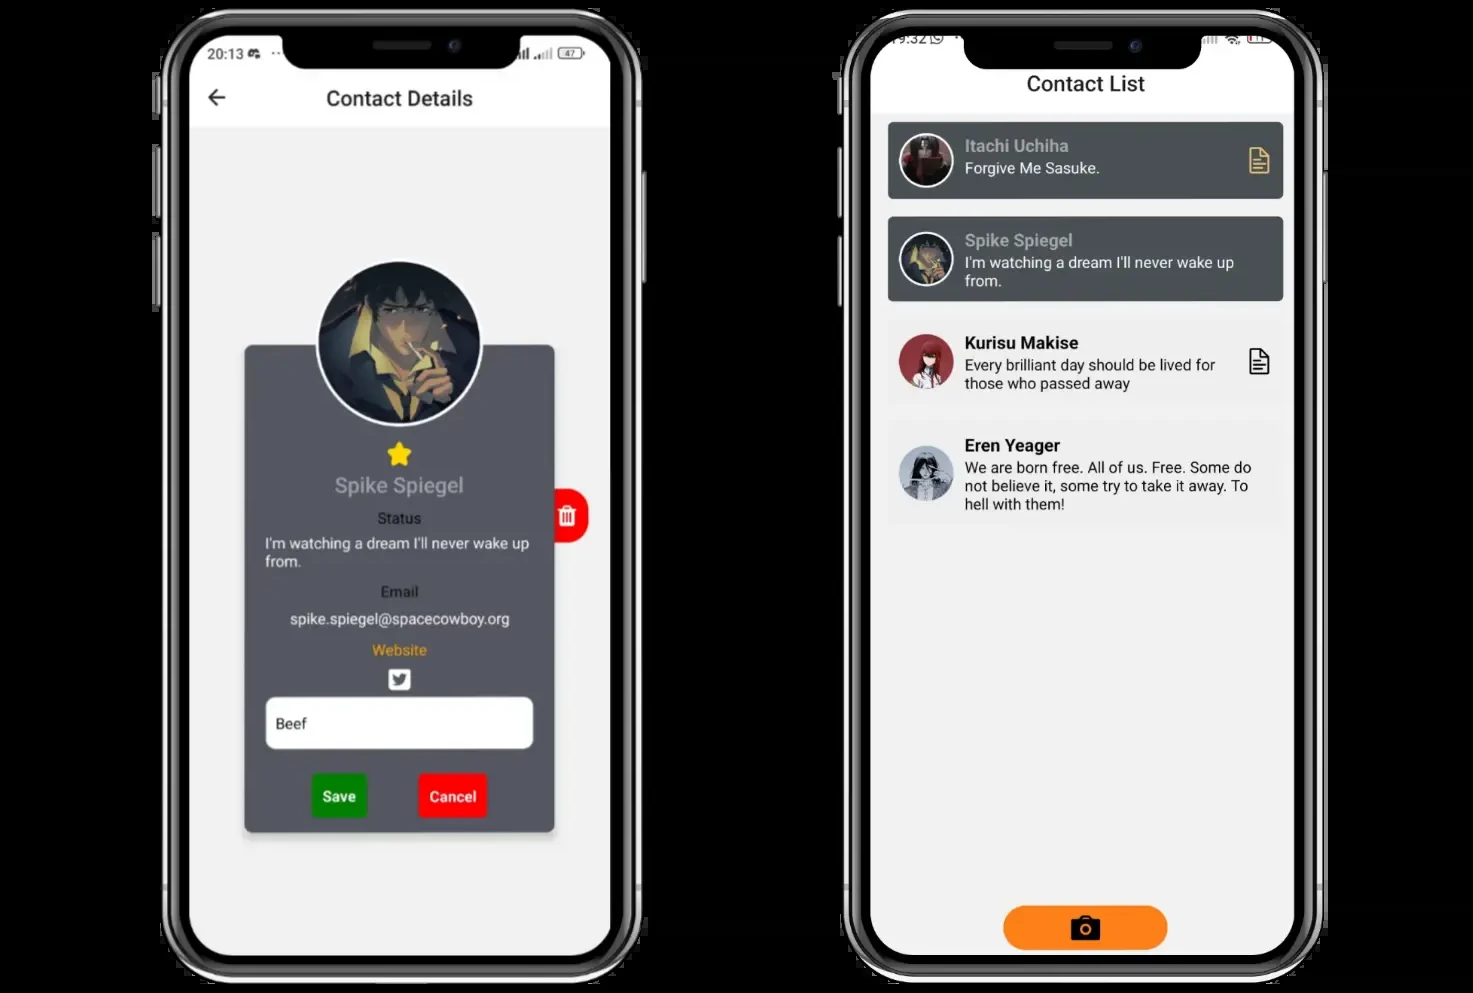 20:13
47
Contact Details
Spike Spiegel
Status
I'm watching a dream I'll never wake up
from.
Email
spike.spiegel@spacecowboy.org
Website
Beef
Save
Cancel
9:32
Contact List
Itachi Uchiha
Forgive Me Sasuke.
Spike Spiegel
I'm watching a dream I'll never wake up
from.
Kurisu Makise
Every brilliant day should be lived for
those who passed away
Eren Yeager
We are born free. All of us. Free. Some do
not believe it, some try to take it away. To
hell with them!